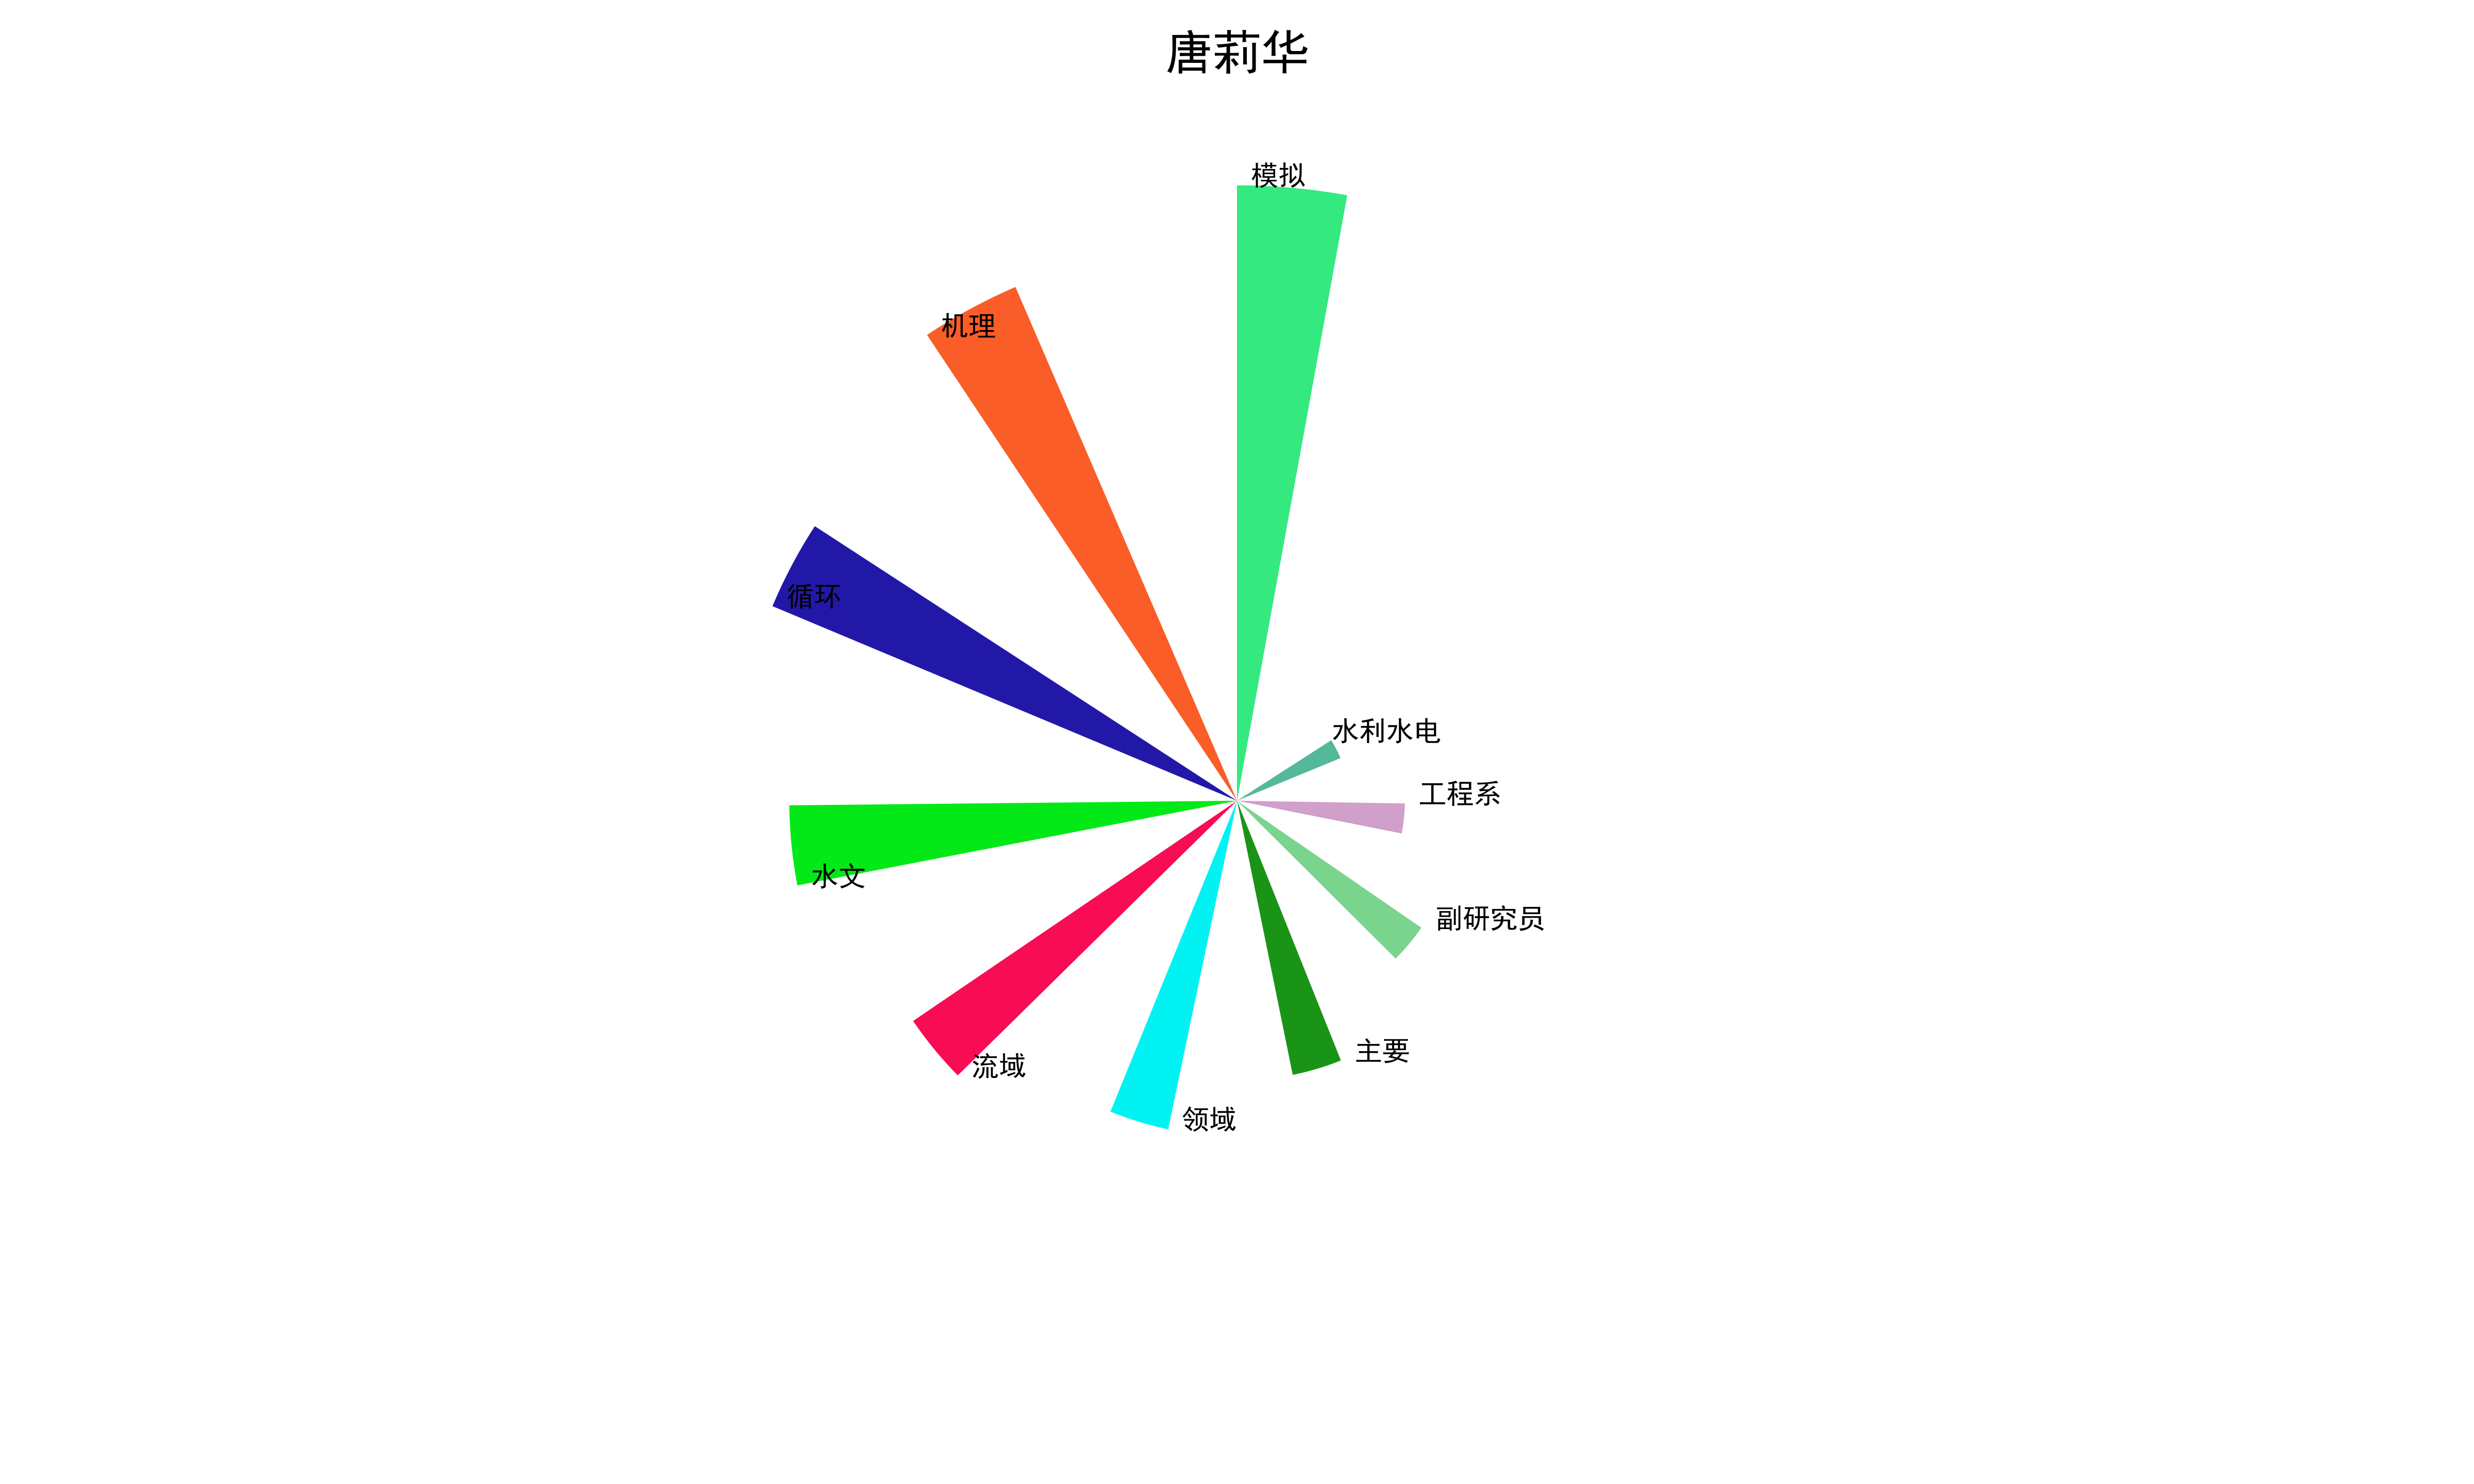 唐莉华
模拟
机理
循环
水利水电
工程系
水文
副研究员
主要
流域
领域